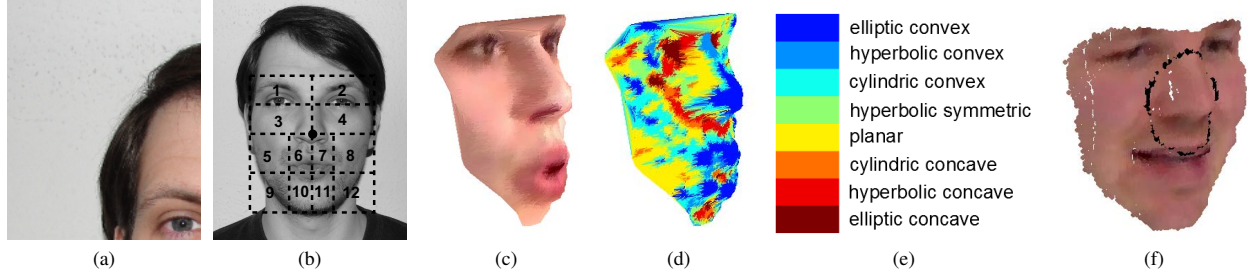 1 2
3 4
5 6 7 8
9 10 11 12
elliptic convex
hyperbolic convex
cylindric convex
hyperbolic symmetric
planar
cylindric concave
hyperbolic concave
elliptic concave
(a) (b) (c) (d) (e) (f)